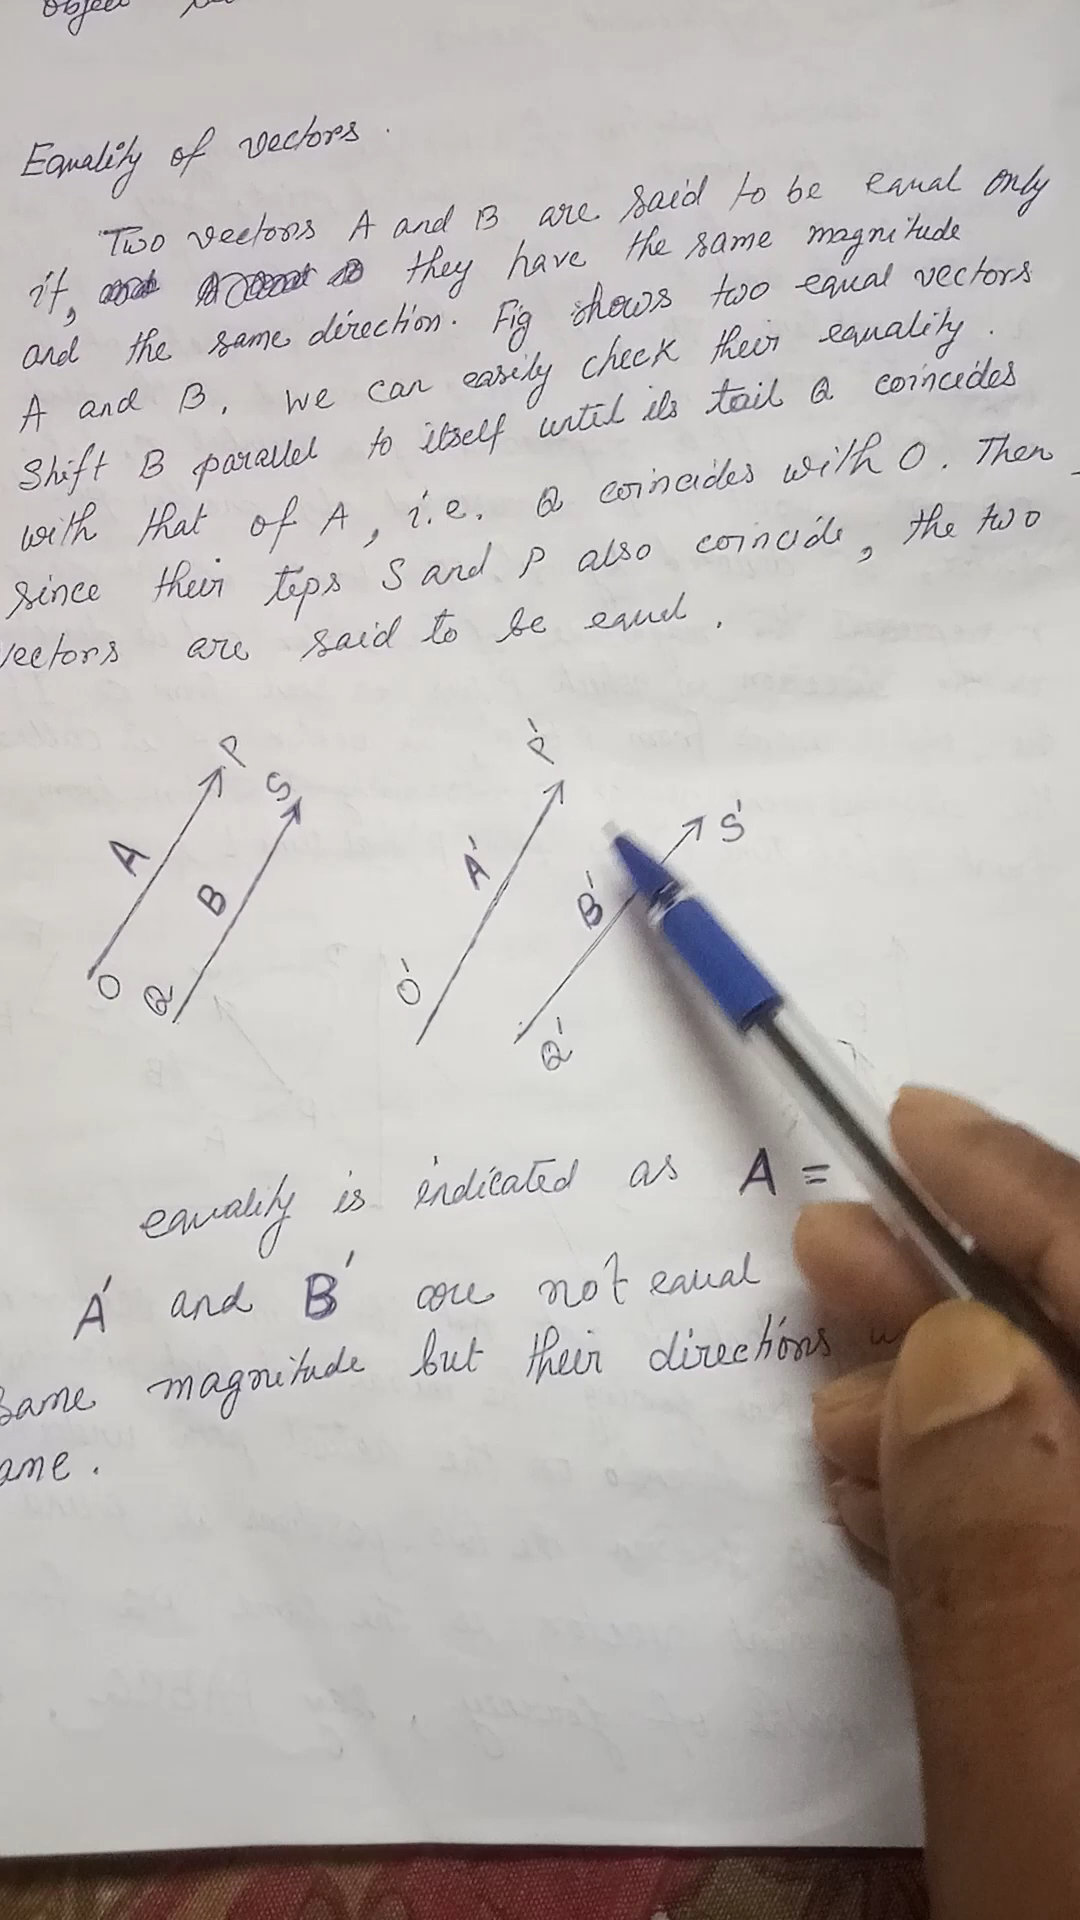 object
Equality of vectors.
Two vectors A and B are said to be equal only
if, they have the same magnitude
and the same direction. Fig shows two equal vectors
A and B. We can easily check their equality.
Shift B parallel to itself until its tail Q coincides
with that of A, i.e. Q coincides with O. Then
since their tips S and P also coincide, the two
vectors are said to be equal.
P
S
A
B
O
Q
P'
A'
O'
S'
B'
Q'
equality is indicated as A =
A' and B' are not equal
same magnitude but their directions
ame.